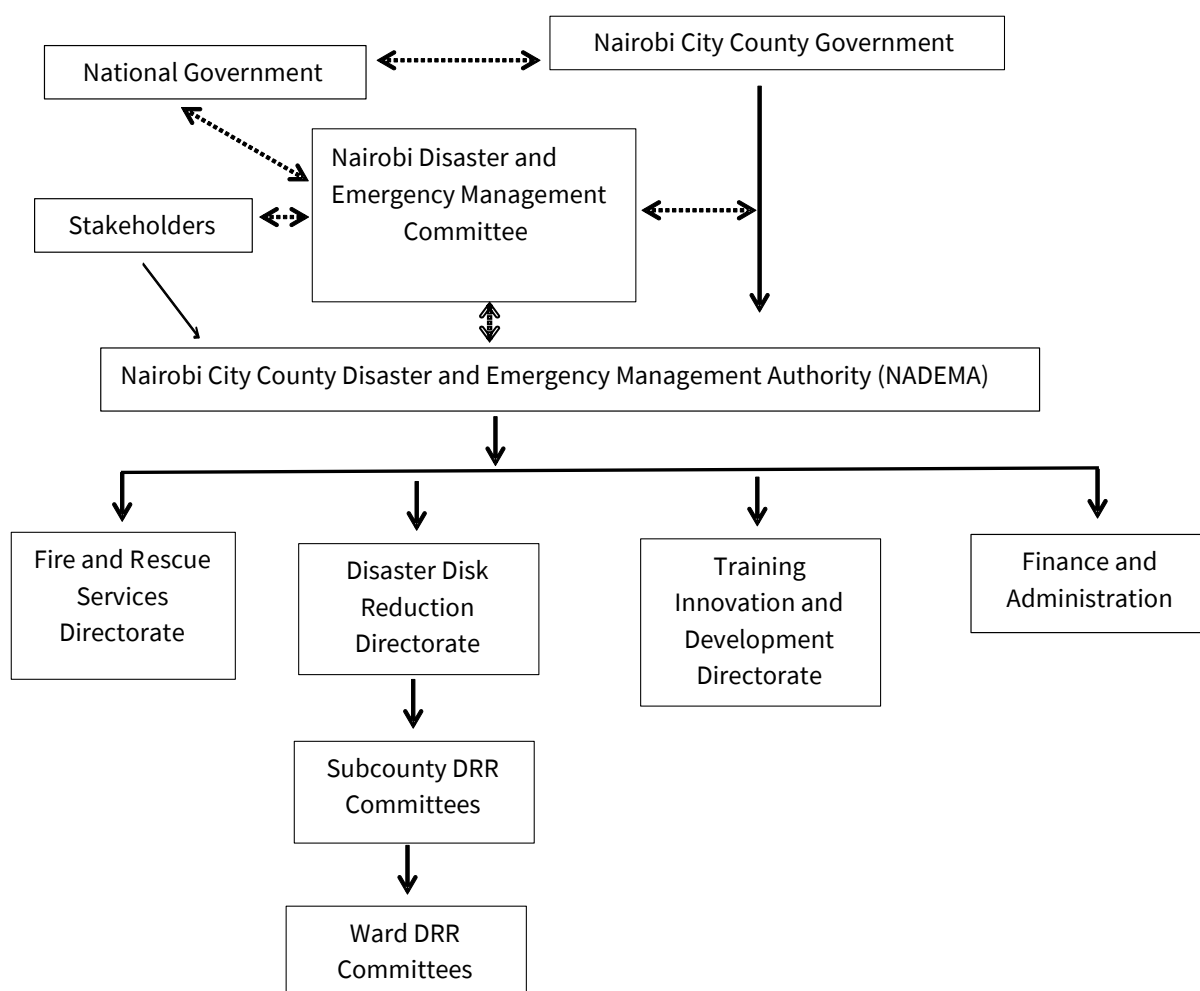 Nairobi City County Government
National Government
Nairobi Disaster and
Emergency Management
Committee
Stakeholders
Nairobi City County Disaster and Emergency Management Authority (NADEMA)
Fire and Rescue
Services
Directorate
Disaster Disk
Reduction
Directorate
Training
Innovation and
Development
Directorate
Finance and
Administration
Subcounty DRR
Committees
Ward DRR
Committees